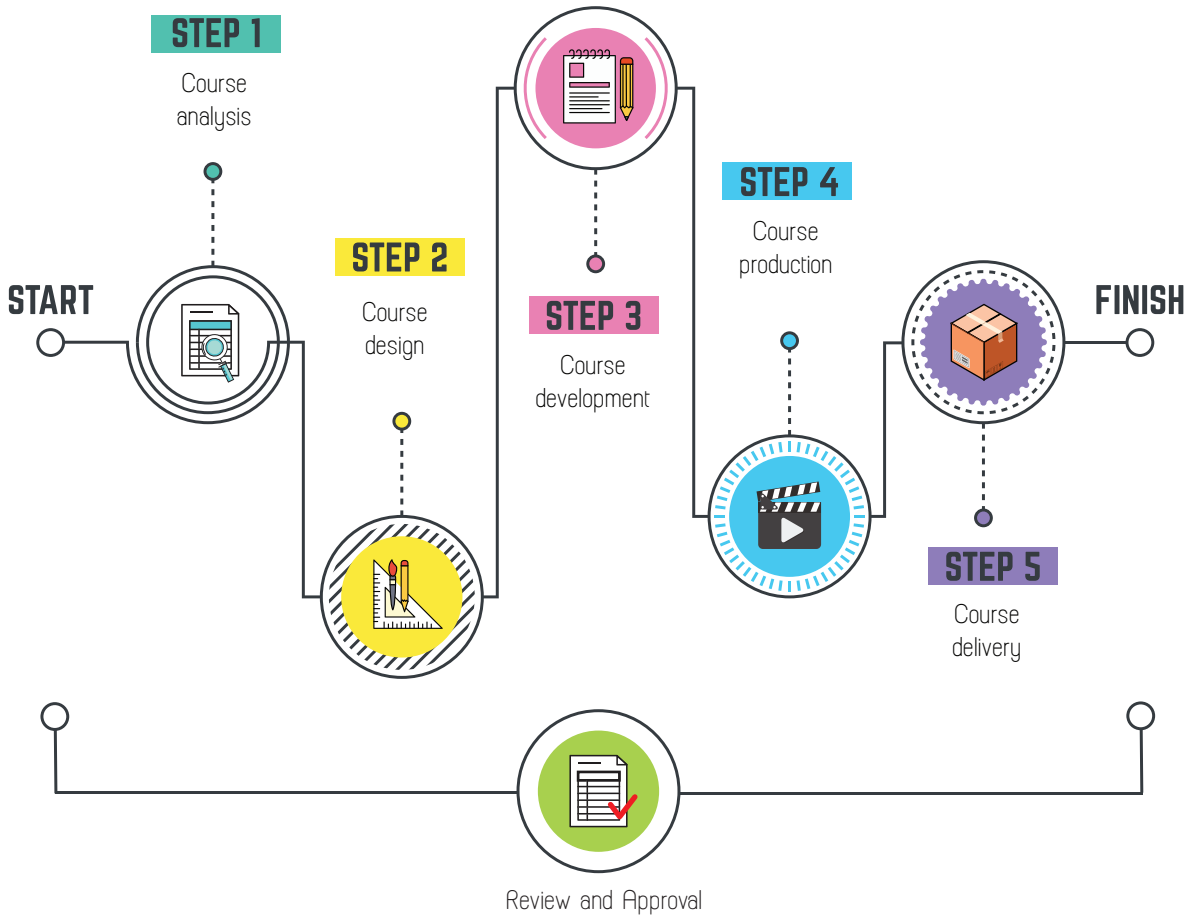 STEP 1
Course
analysis
START
STEP 2
Course
design
STEP 3
Course
development
STEP 4
Course
production
FINISH
STEP 5
Course
delivery
Review and Approval